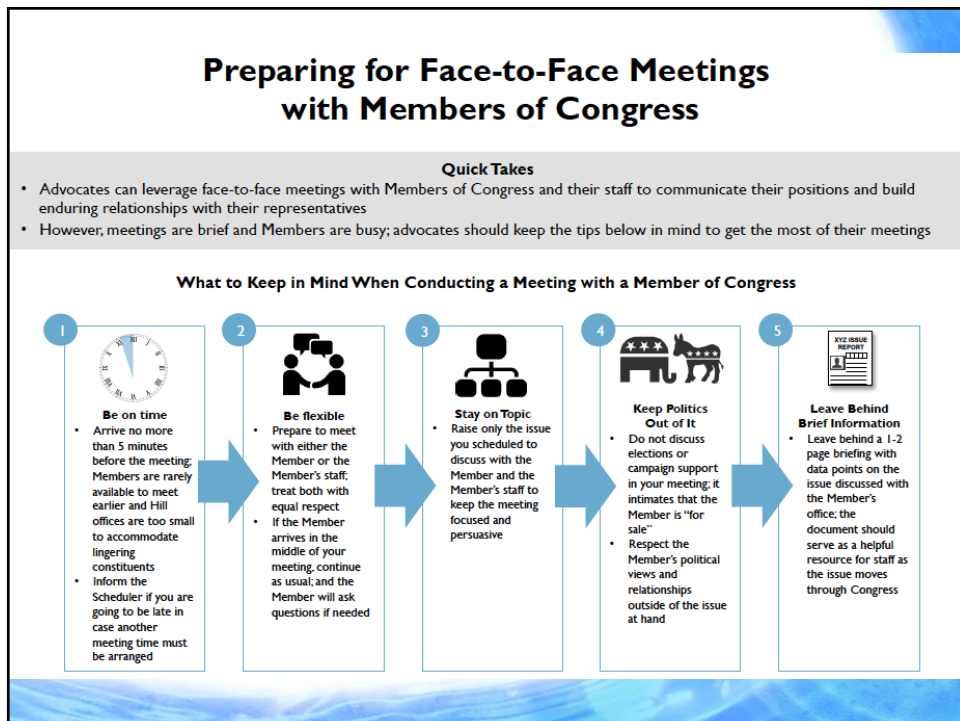 Preparing for Face-to-Face Meetings
with Members of Congress
Quick Takes
• Advocates can leverage face-to-face meetings with Members of Congress and their staff to communicate their positions and build
enduring relationships with their representatives
• However, meetings are brief and Members are busy; advocates should keep the tips below in mind to get the most of their meetings
What to Keep in Mind When Conducting a Meeting with a Member of Congress
1
XII
I
II
III
IIII
V
VI
VII
VIII
IX
X
XI
Be on time
• Arrive no more
than 5 minutes
before the meeting;
Members are rarely
available to meet
earlier and Hill
offices are too small
to accommodate
lingering
constituents
• Inform the
Scheduler if you are
going to be late in
case another
meeting time must
be arranged
2
Be flexible
• Prepare to meet
with either the
Member or the
Member's staff;
treat both with
equal respect
• If the Member
arrives in the
middle of your
meeting, continue
as usual; and the
Member will ask
questions if needed
3
Stay on Topic
• Raise only the issue
you scheduled to
discuss with the
Member and the
Member's staff to
keep the meeting
focused and
persuasive
4
Keep Politics
Out of It
• Do not discuss
elections or
campaign support
in your meeting; it
intimates that the
Member is "for
sale"
• Respect the
Member's political
views and
relationships
outside of the issue
at hand
5
XYZ ISSUE
REPORT
Leave Behind
Brief Information
• Leave behind a 1-2
page briefing with
data points on the
issue discussed with
the Member's
office; the
document should
serve as a helpful
resource for staff as
the issue moves
through Congress